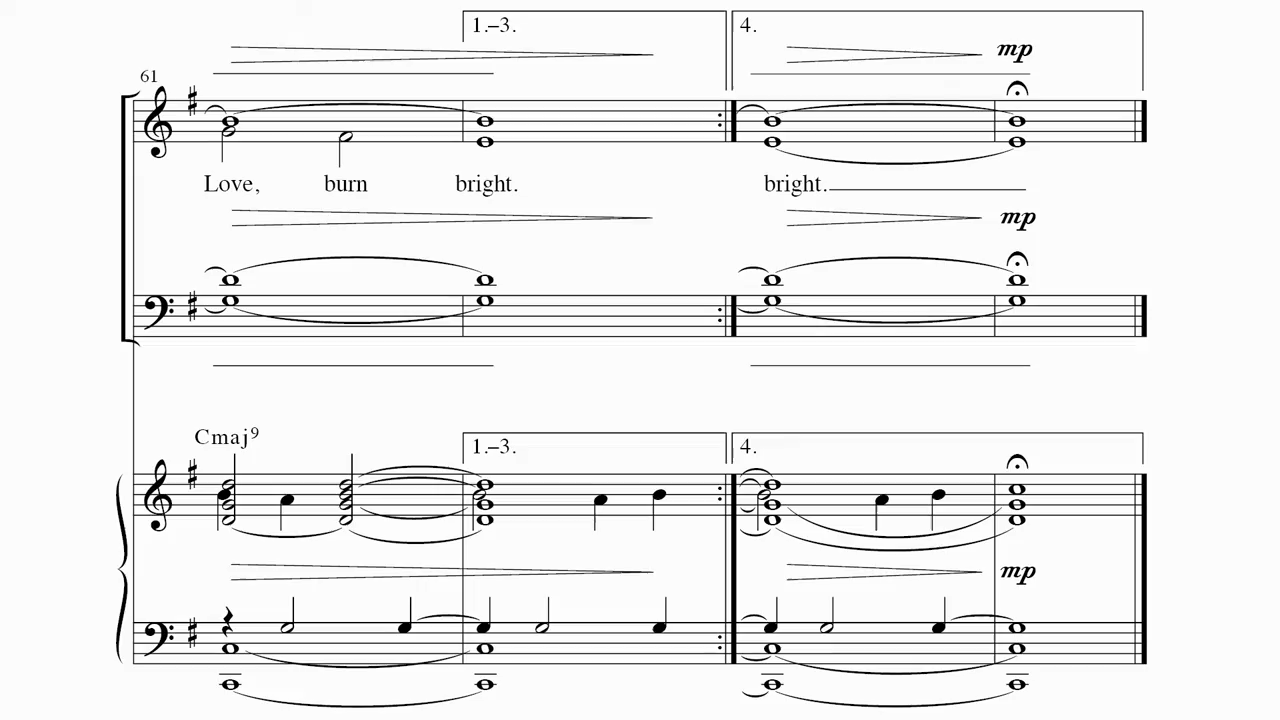 1.–3.
4.
mp
61
Love, burn bright. bright.
mp
Cmaj9
1.–3.
4.
mp